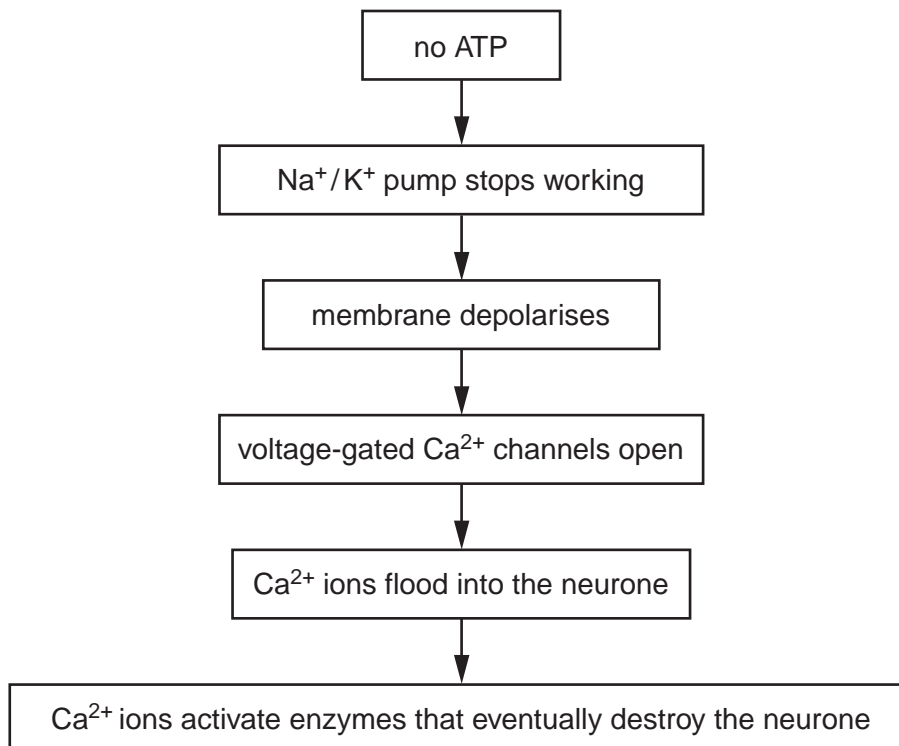 no ATP
Na⁺/K⁺ pump stops working
membrane depolarises
voltage-gated Ca²⁺ channels open
Ca²⁺ ions flood into the neurone
Ca²⁺ ions activate enzymes that eventually destroy the neurone